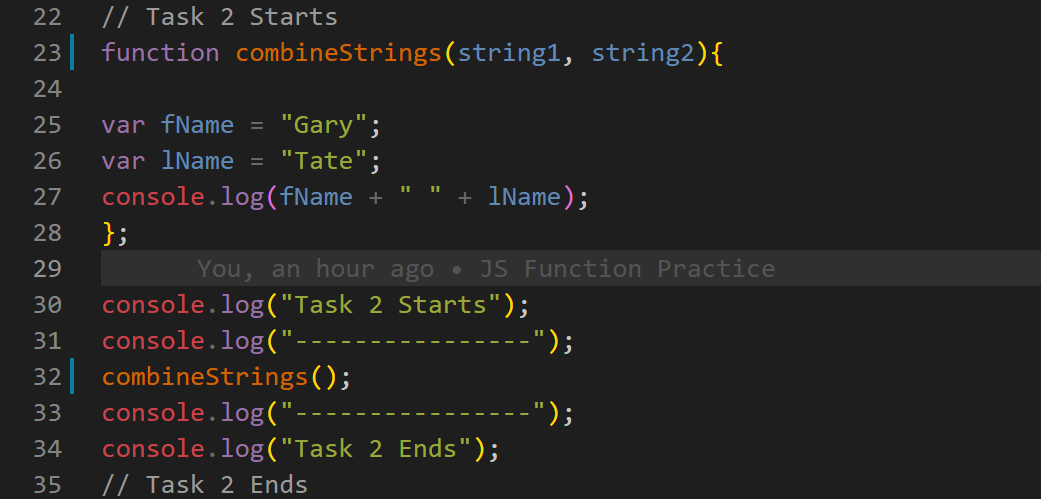 22 // Task 2 Starts
23 function combineStrings(string1, string2){
24
25 var fName = "Gary";
26 var lName = "Tate";
27 console.log(fName + " " + lName);
28 };
29 You, an hour ago • JS Function Practice
30 console.log("Task 2 Starts");
31 console.log("----------------");
32 combineStrings();
33 console.log("----------------");
34 console.log("Task 2 Ends");
35 // Task 2 Ends